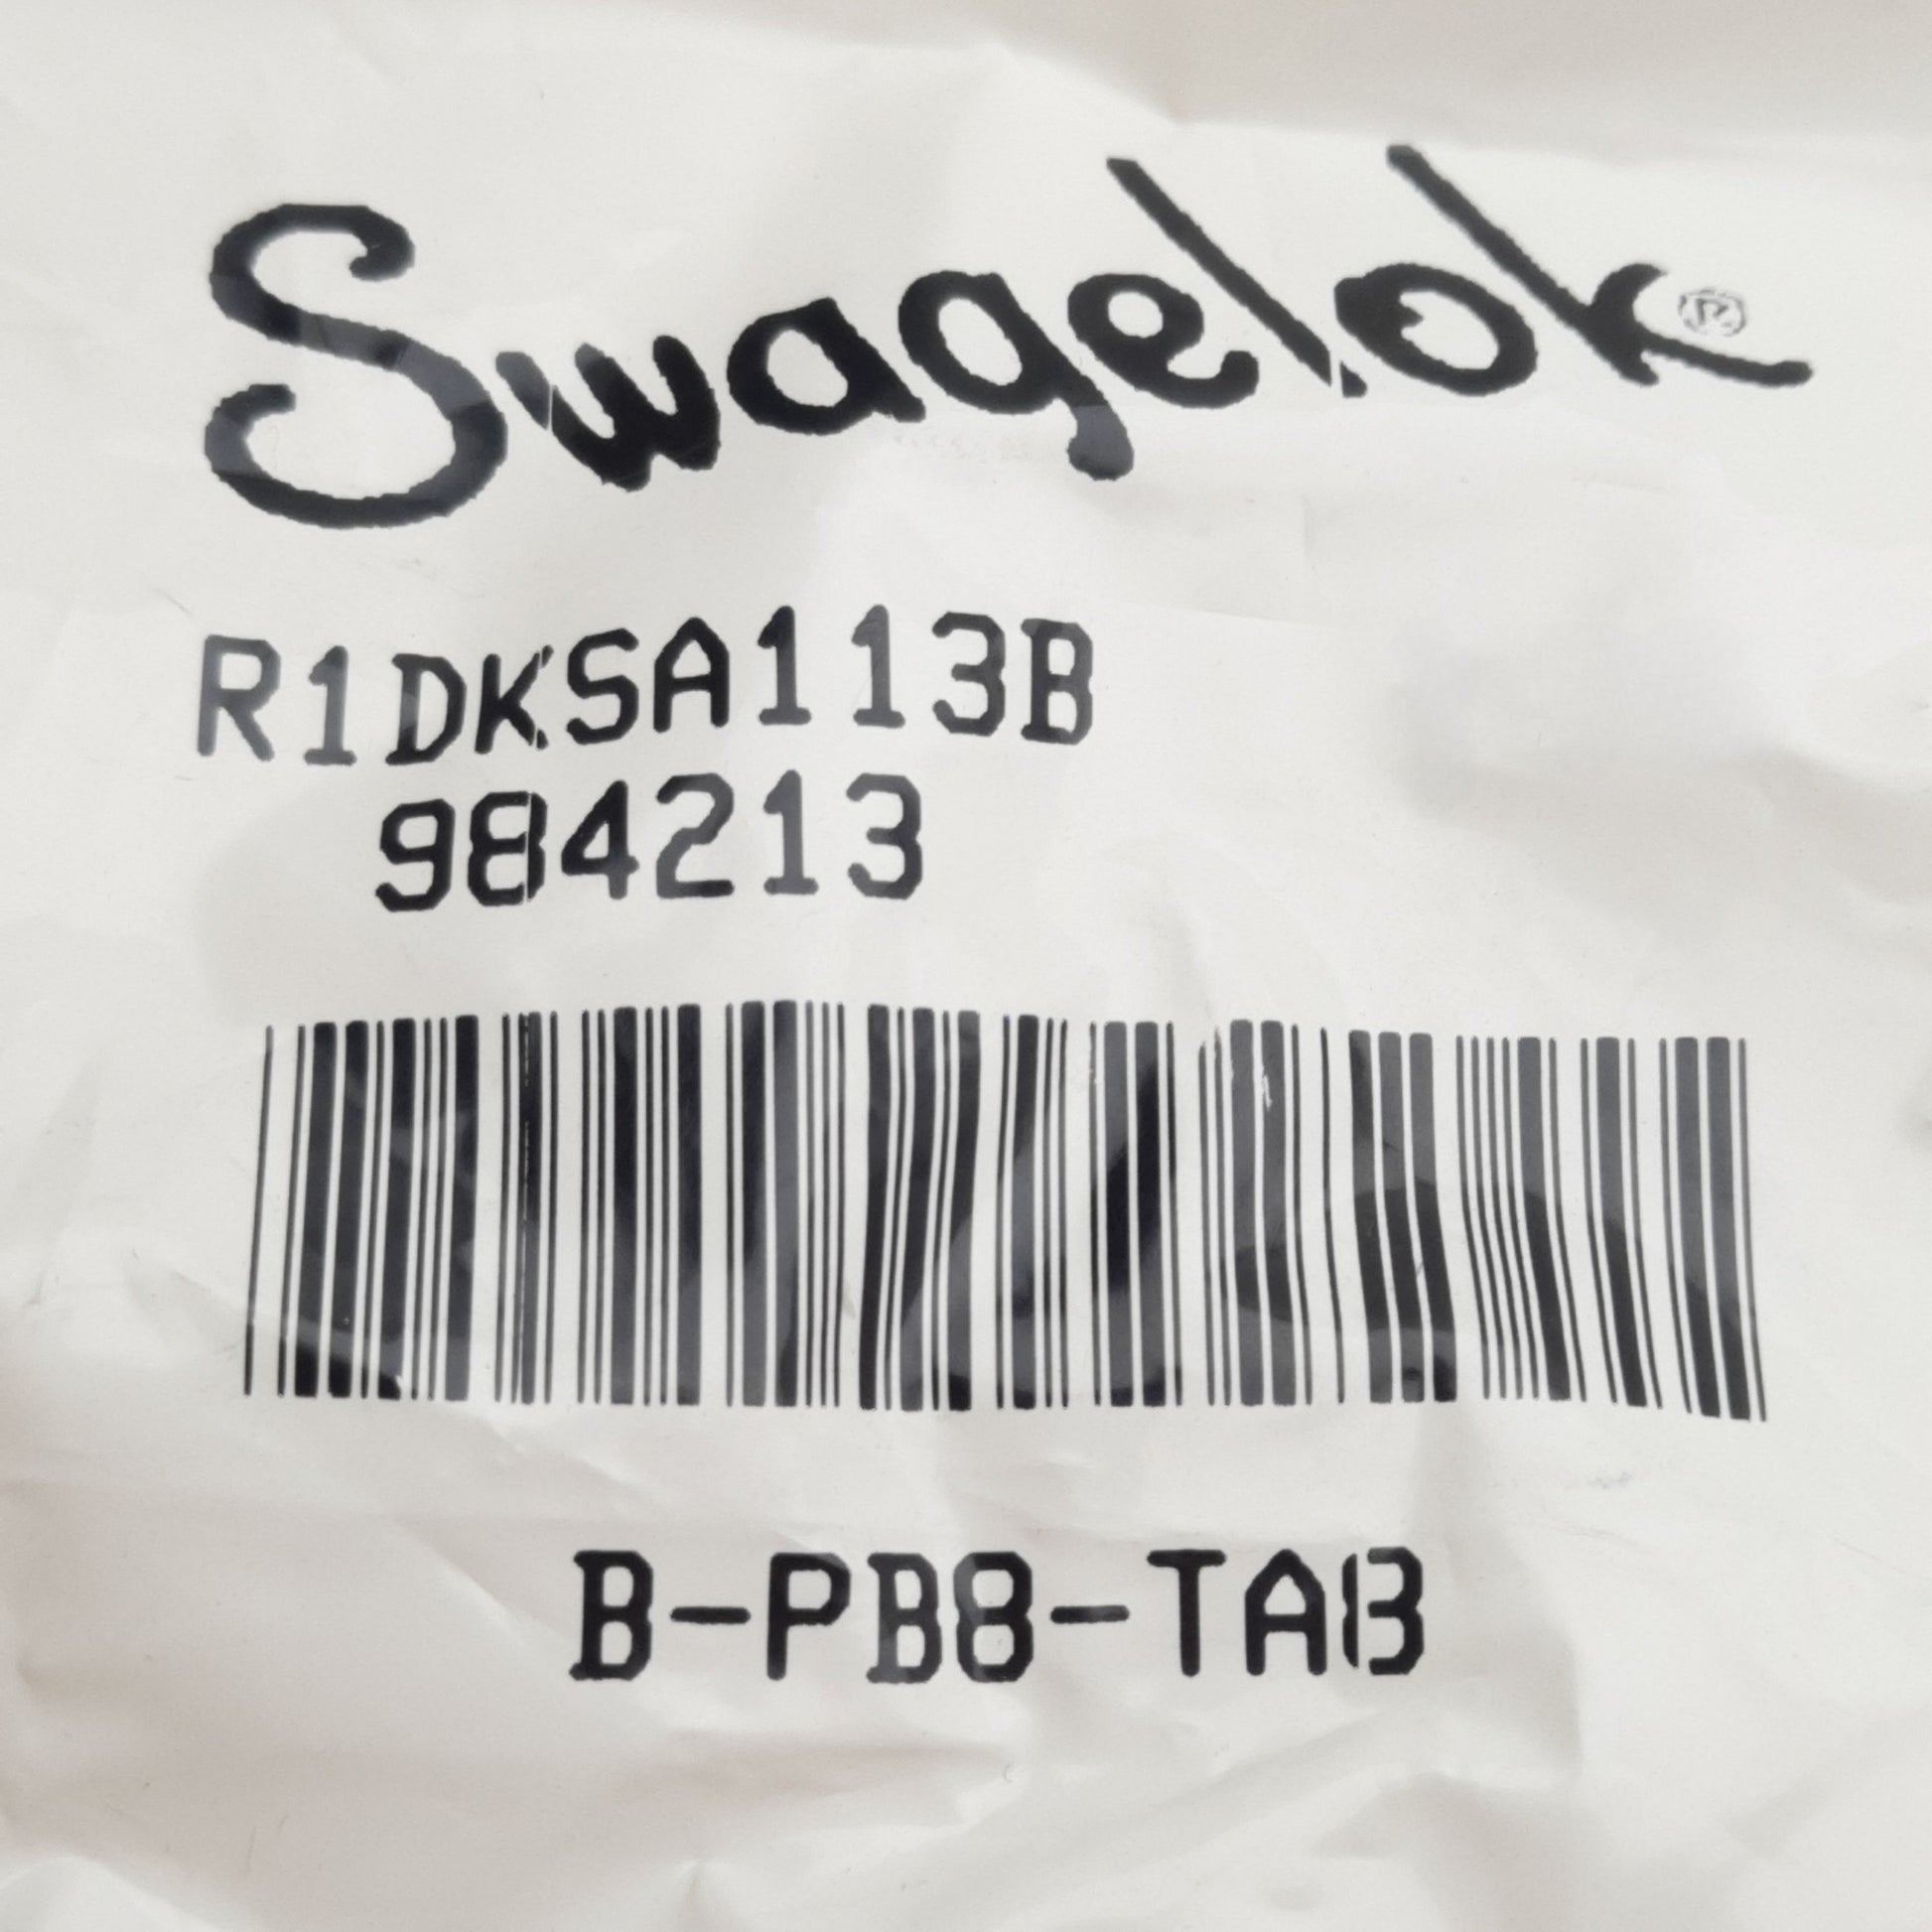 Swagelok®
R1DKSA113B
984213
B-PB8-TAB